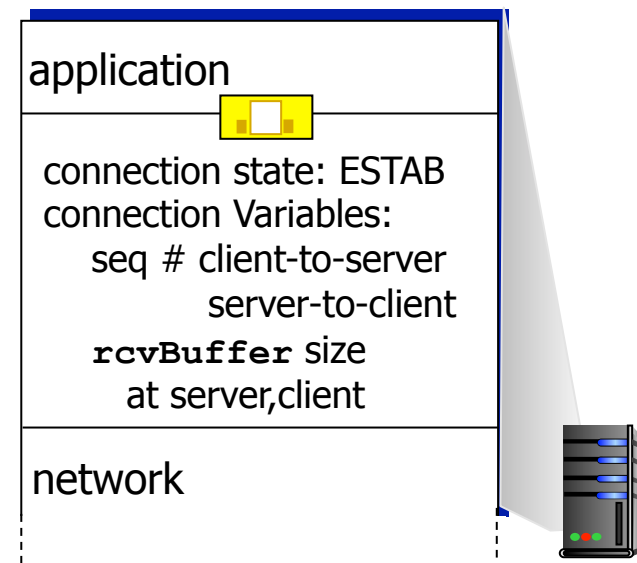 application
connection state: ESTAB
connection Variables:
seq # client-to-server
server-to-client
rcvBuffer size
at server,client
network